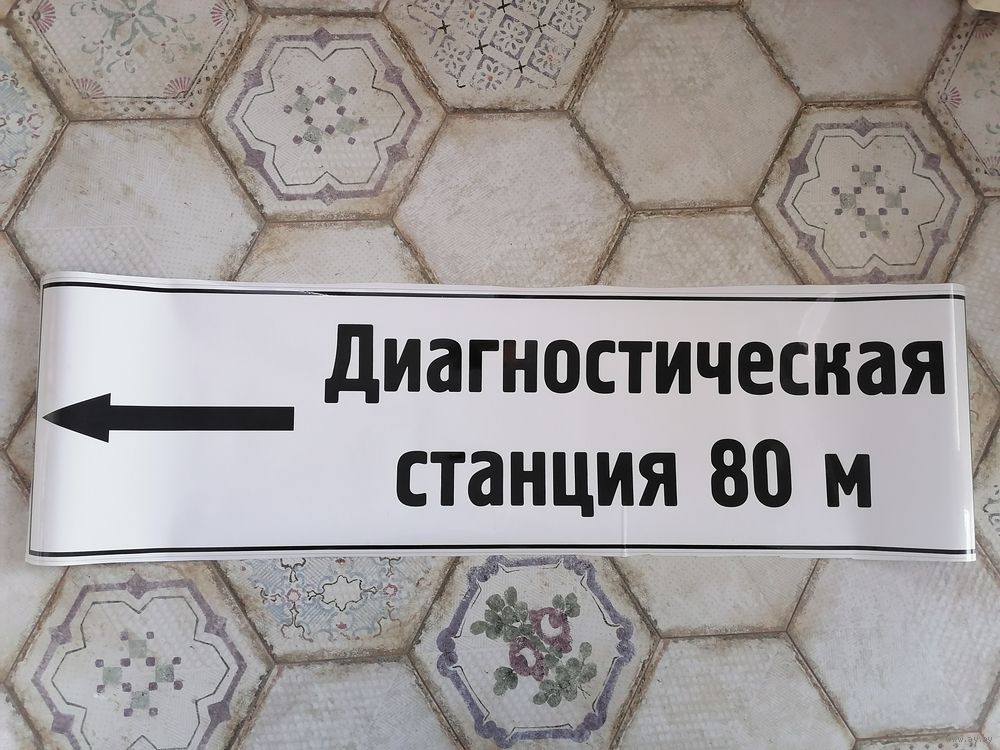 Диагностическая
станция 80 м